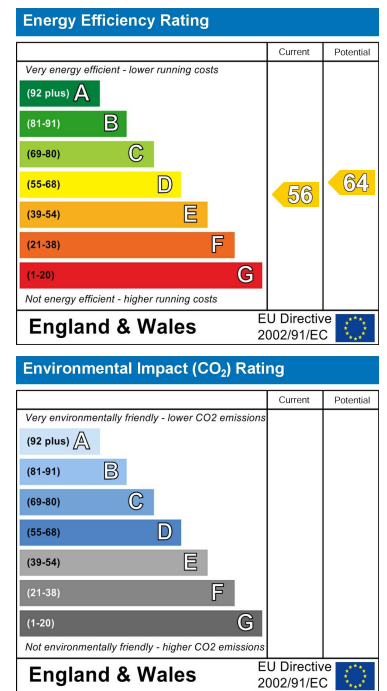 Energy Efficiency Rating
Current Potential
Very energy efficient - lower running costs
(92 plus) A
(81-91) B
(69-80) C
(55-68) D
(39-54) E
(21-38) F
(1-20) G
56 64
Not energy efficient - higher running costs
England & Wales
EU Directive
2002/91/EC
Environmental Impact (CO₂) Rating
Current Potential
Very environmentally friendly - lower CO2 emissions
(92 plus) A
(81-91) B
(69-80) C
(55-68) D
(39-54) E
(21-38) F
(1-20) G
Not environmentally friendly - higher CO2 emissions
England & Wales
EU Directive
2002/91/EC